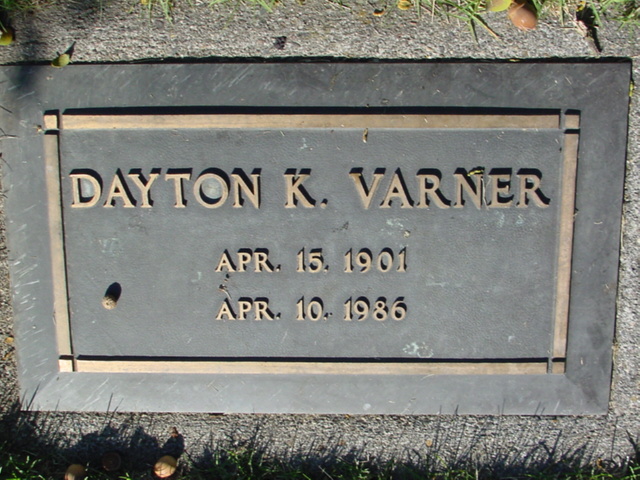 DAYTON K. VARNER
APR. 15. 1901
APR. 10. 1986